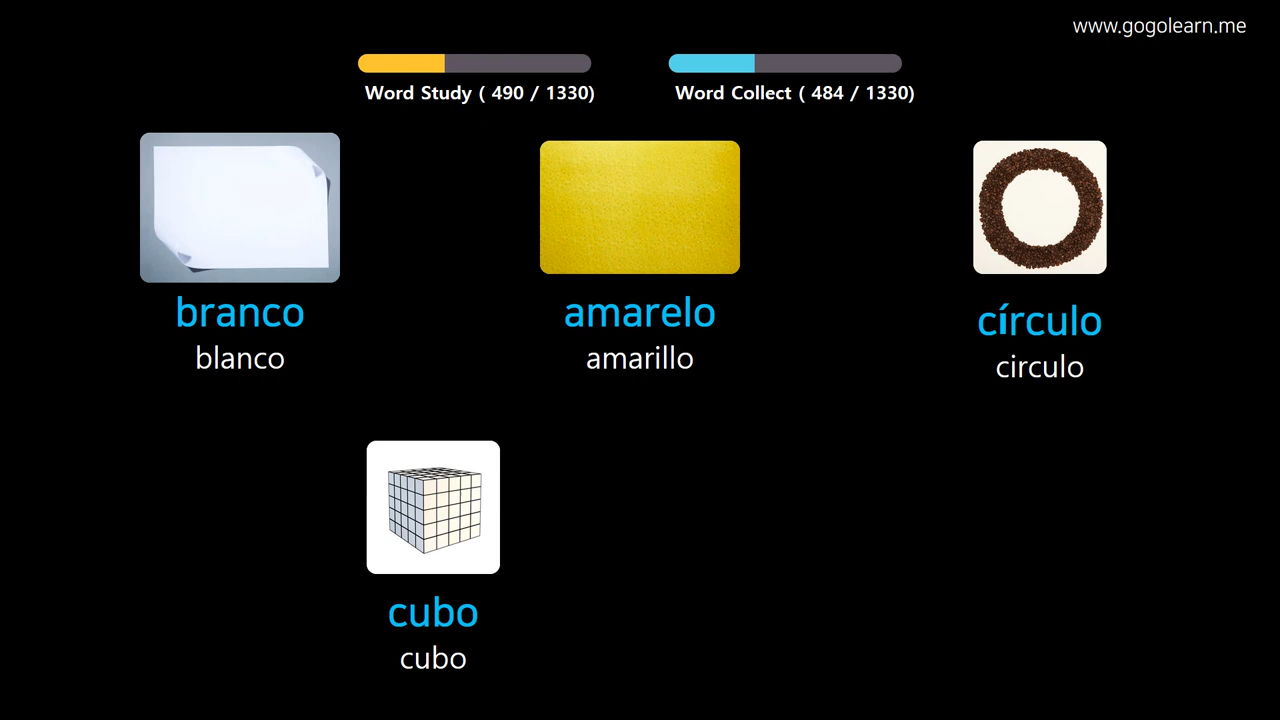 www.gogolearn.me
Word Study ( 490 / 1330)
Word Collect ( 484 / 1330)
branco
blanco
amarelo
amarillo
círculo
circulo
cubo
cubo